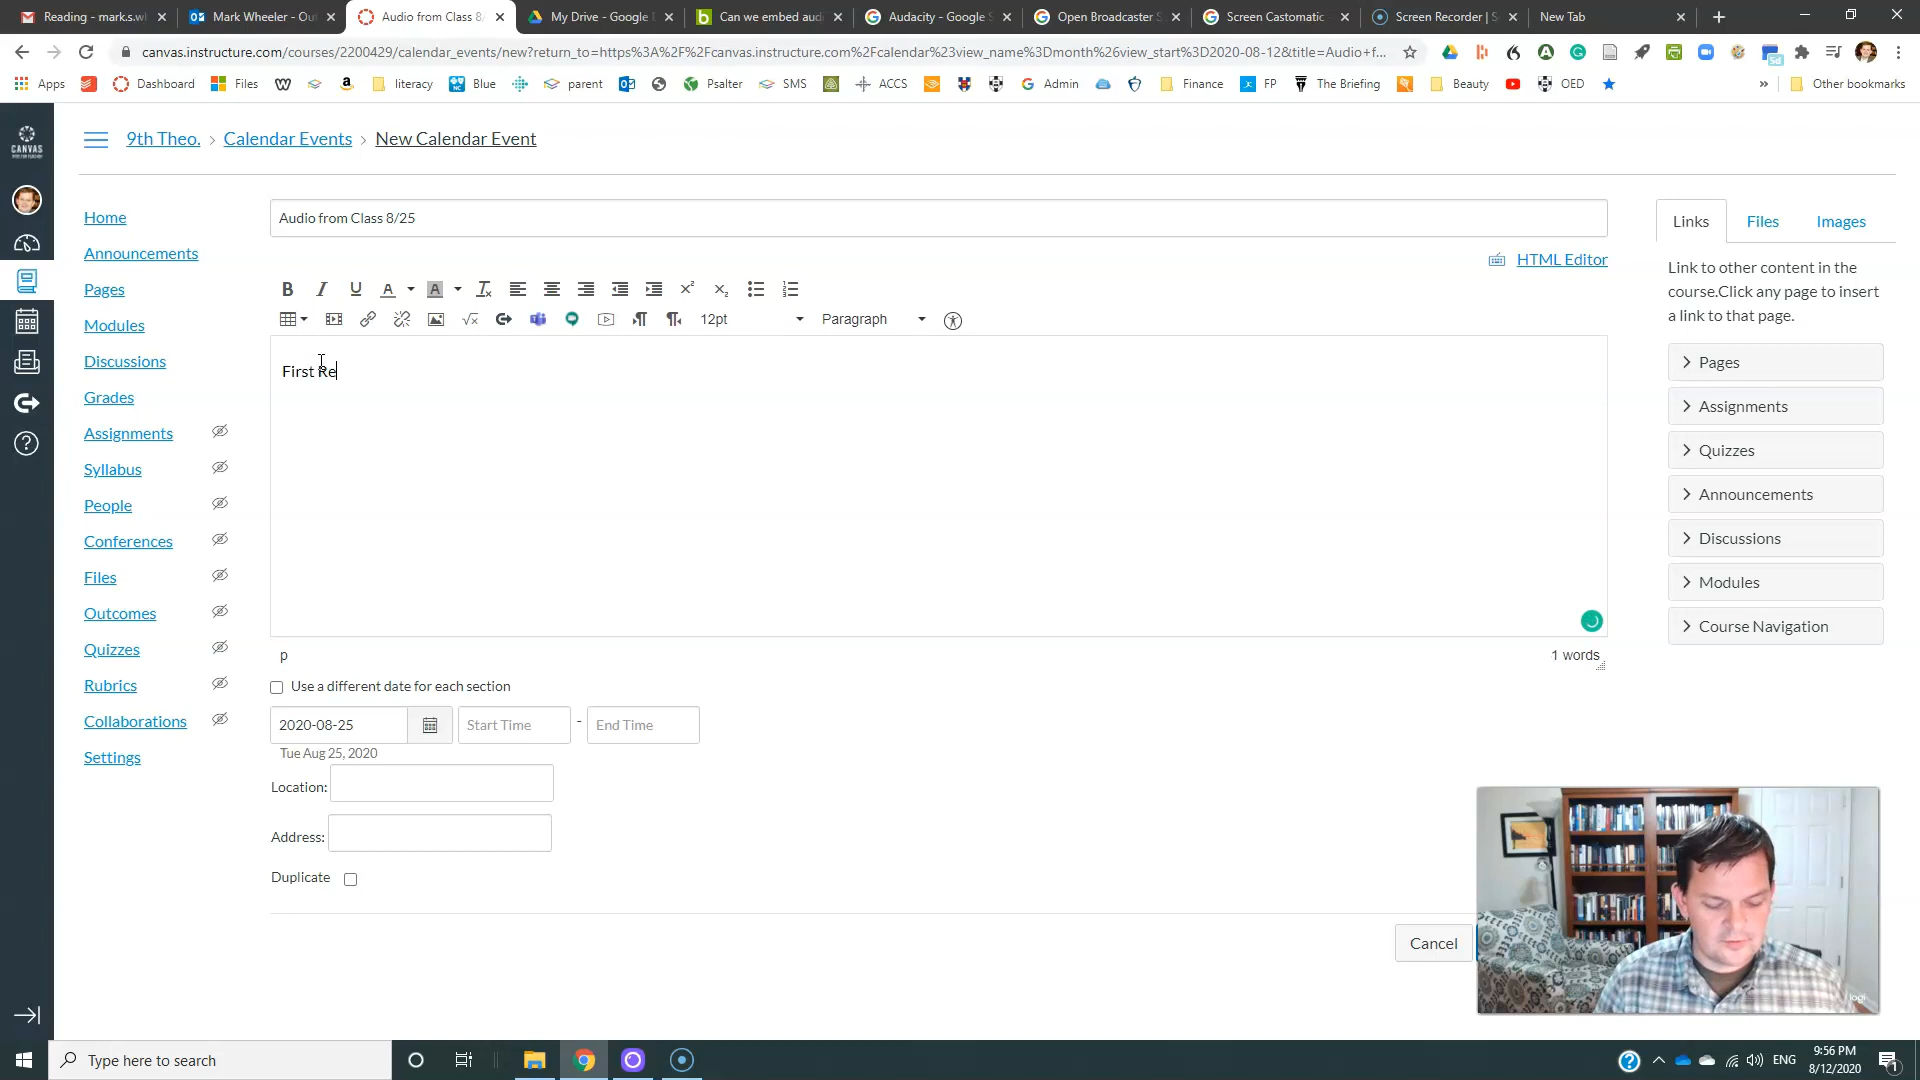 Reading - mark.s.w
Mark Wheeler - Out
Audio from Class 8/
My Drive - Google D
Can we embed aud
Audacity - Google S
Open Broadcaster S
Screen Castomatic
Screen Recorder | S
New Tab
canvas.instructure.com/courses/2200429/calendar_events/new?return_to=https%3A%2F%2Fcanvas.instructure.com%2Fcalendar%23view_name%3Dmonth%26view_start%3D2020-08-12&title=Audio+f...
Apps Dashboard Files literacy Blue parent Psalter SMS ACCS Admin Finance FP The Briefing Beauty OED » Other bookmarks
CANVAS
9th Theo. > Calendar Events > New Calendar Event
Home
Announcements
Pages
Modules
Discussions
Grades
Assignments
Syllabus
People
Conferences
Files
Outcomes
Quizzes
Rubrics
Collaborations
Settings
Audio from Class 8/25
HTML Editor
12pt Paragraph
First Re
p
1 words
Use a different date for each section
2020-08-25 Start Time - End Time
Tue Aug 25, 2020
Location:
Address:
Duplicate
Cancel
Links Files Images
Link to other content in the
course.Click any page to insert
a link to that page.
Pages
Assignments
Quizzes
Announcements
Discussions
Modules
Course Navigation
logi
Type here to search
ENG
9:56 PM
8/12/2020